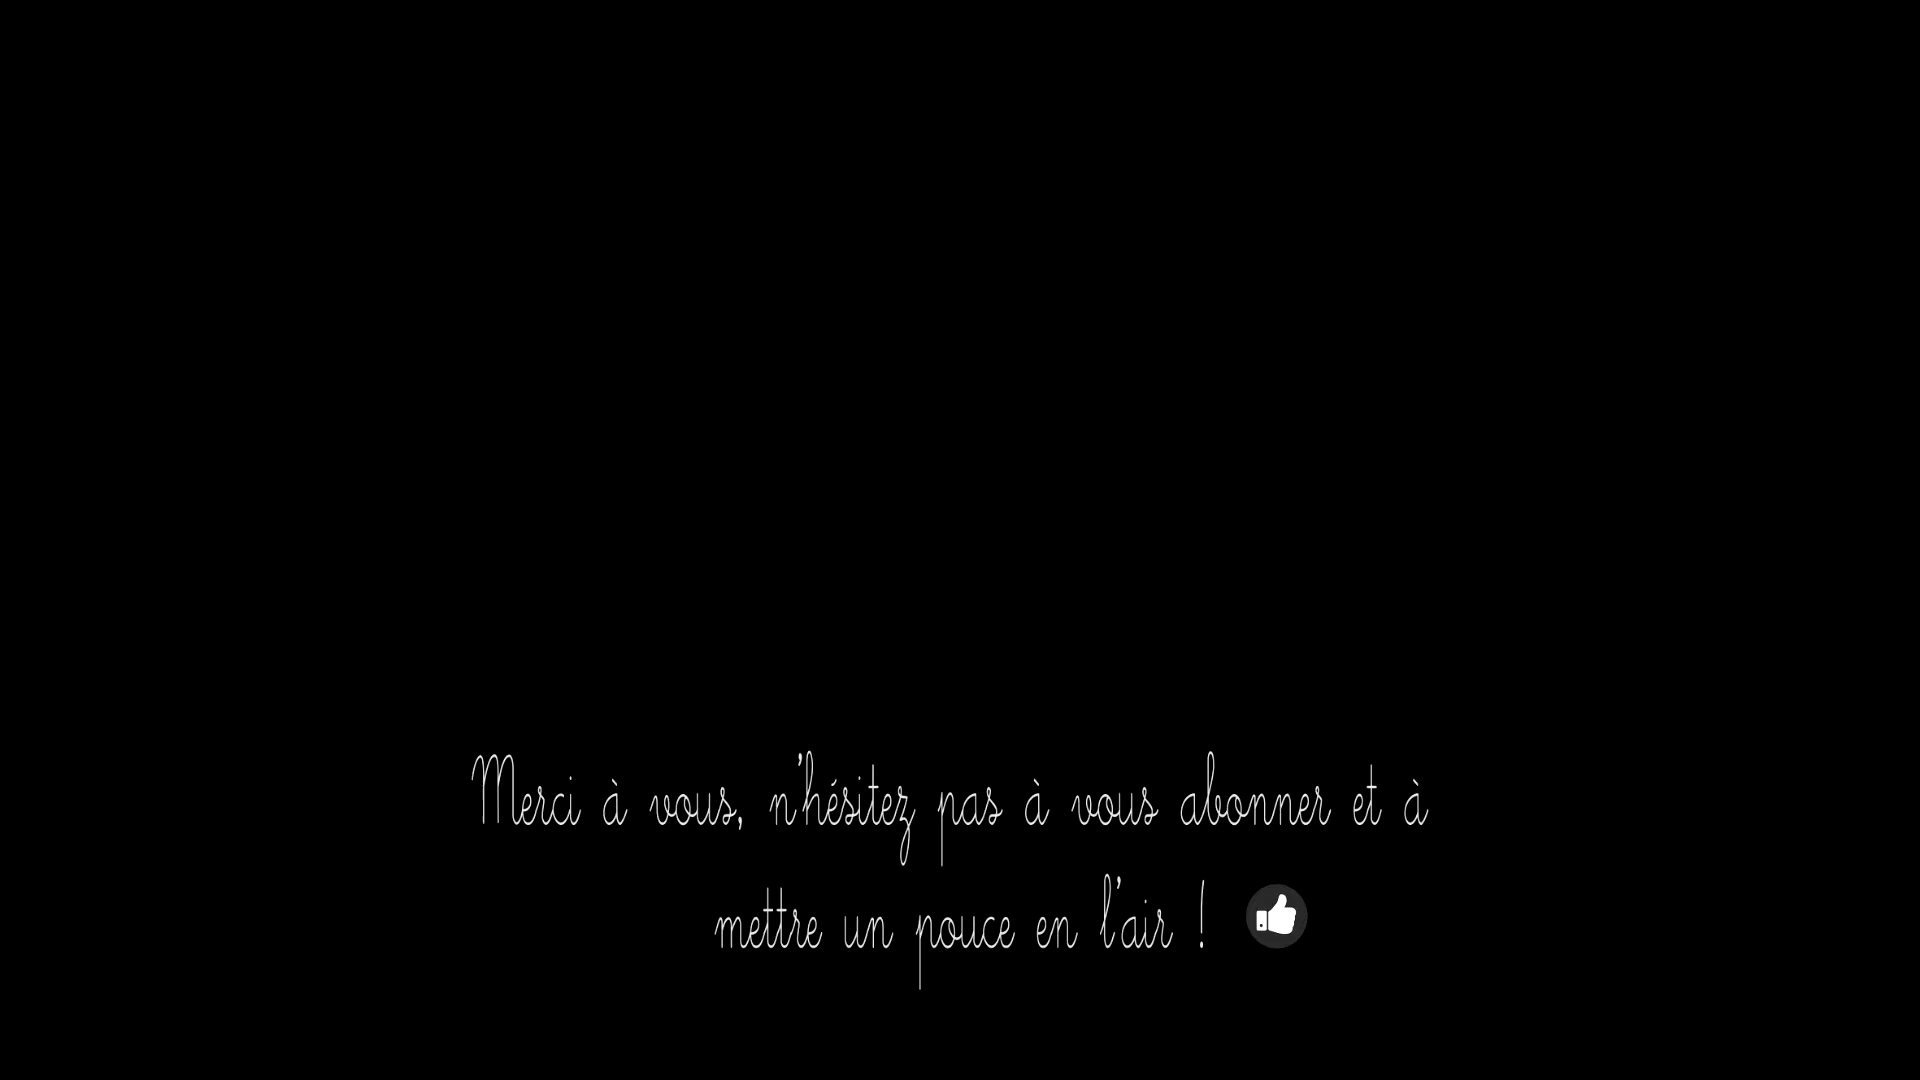 Merci à vous, n'hésitez pas à vous abonner et à
mettre un pouce en l'air !